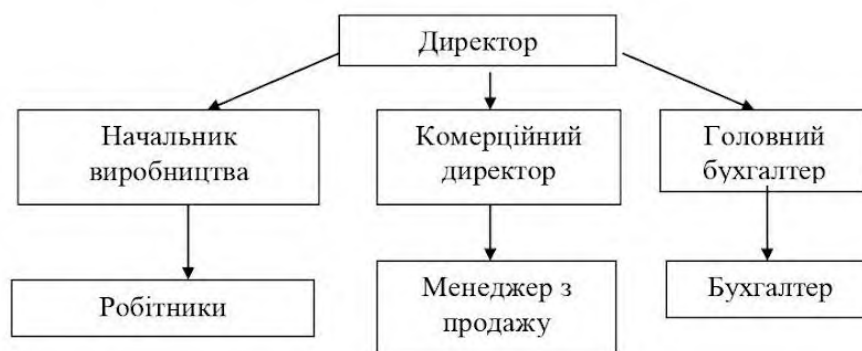 Директор
Начальник
виробництва
Комерційний
директор
Головний
бухгалтер
Робітники
Менеджер з
продажу
Бухгалтер